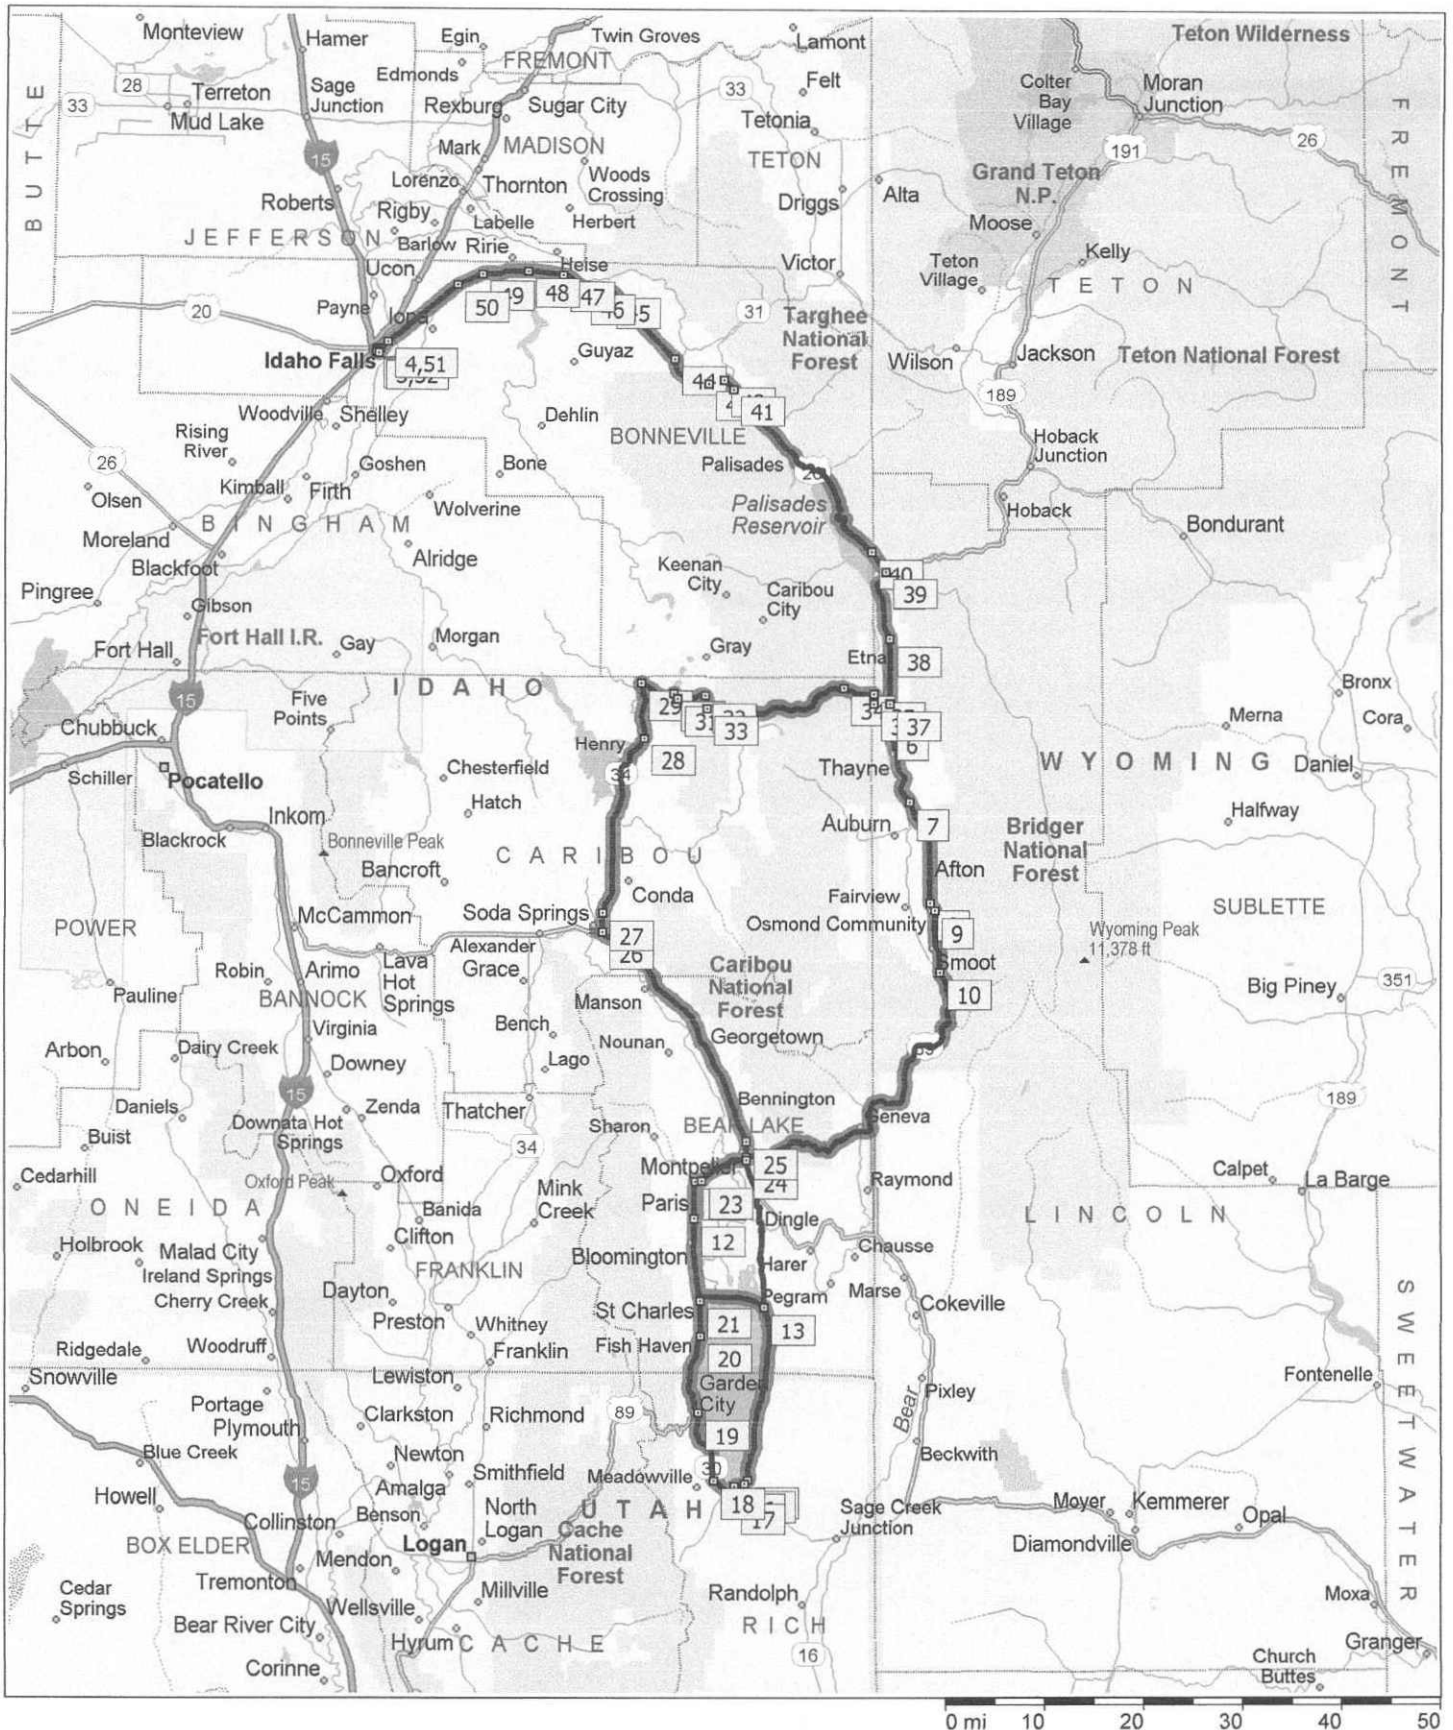 Monteview
Hamer
Egin
Twin Groves
Lamont
Teton Wilderness
FREMONT
Edmonds
28
Terreton
Sage
Junction
33
Felt
Colter
Bay
Village
Moran
Junction
BUTTE
33
Mud Lake
Rexburg
Sugar City
Tetonia
FREMONT
26
15
Mark
MADISON
TETON
191
Lorenzo
Thornton
Woods
Crossing
Grand Teton
N.P.
Roberts
Rigby
Labelle
Herbert
Driggs
Alta
Moose
JEFFERSON
Barlow
Ririe
Ucon
Heise
Victor
Teton
Village
Kelly
TETON
20
Payne
Iona
50
48
47
31
Targhee
National
Forest
Idaho Falls
4,51
Guyaz
Wilson
Jackson
Teton National Forest
44
189
Woodville
Shelley
Dehlin
41
Rising
River
BONNEVILLE
Hoback
Junction
26
Goshen
Bone
Palisades
Olsen
Kimball
Firth
Wolverine
Palisades
Reservoir
Hoback
BINGHAM
Bondurant
Moreland
Alridge
Blackfoot
Keenan
City
40
Pingree
Caribou
City
39
Gibson
Fort Hall I.R.
Fort Hall
Gay
Morgan
Gray
Etna
38
IDAHO
15
Five
Points
29
Bronx
Chubbuck
33
37
Merna
Cora
Henry
28
6
WYOMING
Daniel
Schiller
Pocatello
Chesterfield
34
Thayne
Hatch
Halfway
Inkom
Auburn
7
Bridger
National
Forest
Blackrock
Bonneville Peak
CARIBOU
Bancroft
Afton
Conda
Fairview
McCammon
Soda Springs
Osmond Community
SUBLETTE
POWER
27
9
Wyoming Peak
11,378 ft
Alexander
26
Robin
Arimo
Lava
Hot
Springs
Grace
Caribou
National
Forest
Smoot
351
Pauline
BANNOCK
Manson
10
Big Piney
Virginia
Bench
Georgetown
Arbon
Dairy Creek
Nounan
Downey
Lago
15
Daniels
Zenda
Thatcher
Bennington
189
Downata Hot
Springs
Sharon
BEAR LAKE
Geneva
Buist
34
Cedarhill
Oxford Peak
Oxford
Montpelier
25
Raymond
Calpet
La Barge
Mink
Creek
24
ONEIDA
Banida
Paris
23
Dingle
LINCOLN
Holbrook
Clifton
12
Malad City
Bloomington
Harer
Chausse
Ireland Springs
FRANKLIN
Cherry Creek
Dayton
Pegram
Marse
SWEETWATER
Preston
Whitney
St Charles
21
13
Cokeville
Ridgedale
Woodruff
Franklin
Fish Haven
20
Snowville
Lewiston
Garden
City
Fontenelle
Portage
Plymouth
Clarkston
Richmond
89
Bear
Pixley
Blue Creek
Newton
19
Beckwith
15
Smithfield
Meadowville
30
Howell
Amalga
North
Logan
UTAH
18
17
Collinston
Benson
Sage Creek
Junction
Moyer
Kemmerer
Opal
BOX ELDER
Logan
Cache
National
Forest
Diamondville
Mendon
Tremonton
Cedar
Springs
Wellsville
Millville
Randolph
Moxa
Bear River City
RICH
Hyrum
CACHE
16
Granger
Corinne
Church
Buttes
0 mi 10 20 30 40 50